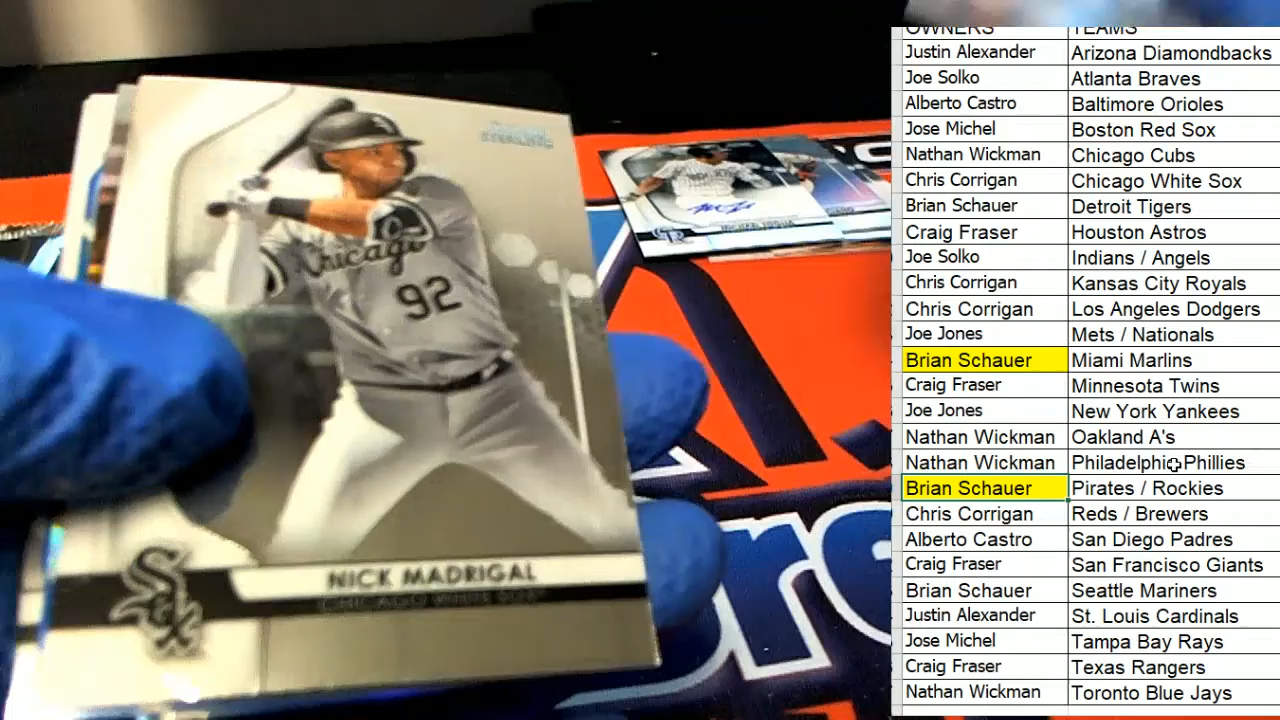 STERLING
Chicago
92
NICK MADRIGAL
CHICAGO WHITE SOX
Sox
OWNERS TEAMS
Justin Alexander Arizona Diamondbacks
Joe Solko Atlanta Braves
Alberto Castro Baltimore Orioles
Jose Michel Boston Red Sox
Nathan Wickman Chicago Cubs
Chris Corrigan Chicago White Sox
Brian Schauer Detroit Tigers
Craig Fraser Houston Astros
Joe Solko Indians / Angels
Chris Corrigan Kansas City Royals
Chris Corrigan Los Angeles Dodgers
Joe Jones Mets / Nationals
Brian Schauer Miami Marlins
Craig Fraser Minnesota Twins
Joe Jones New York Yankees
Nathan Wickman Oakland A's
Nathan Wickman Philadelphia Phillies
Brian Schauer Pirates / Rockies
Chris Corrigan Reds / Brewers
Alberto Castro San Diego Padres
Craig Fraser San Francisco Giants
Brian Schauer Seattle Mariners
Justin Alexander St. Louis Cardinals
Jose Michel Tampa Bay Rays
Craig Fraser Texas Rangers
Nathan Wickman Toronto Blue Jays